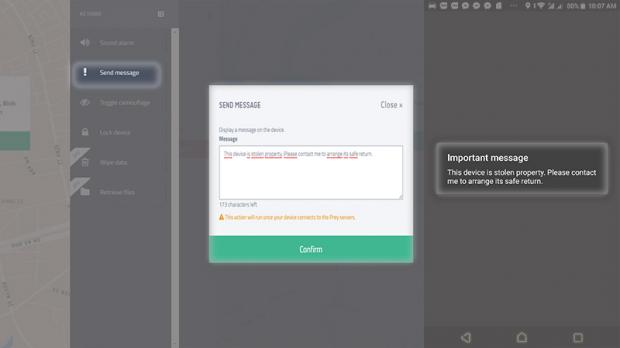 ACTIONS
Sound alarm
Send message
Toggle camouflage
Lock device
Wipe data
Retrieve files
SEND MESSAGE
Close »
Display a message on the device.
Message
This device is stolen property. Please contact me to arrange its safe return.
173 characters left
This action will run once your device connects to the Prey servers.
Confirm
10:07 AM
Important message
This device is stolen property. Please contact
me to arrange its safe return.